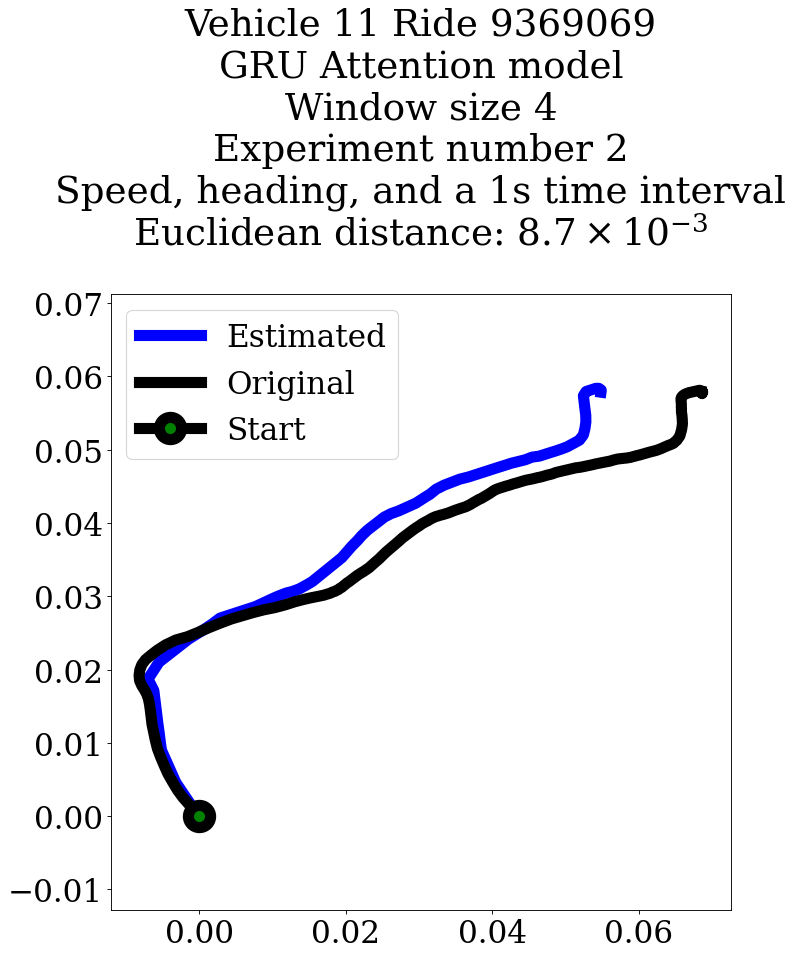 Vehicle 11 Ride 9369069
GRU Attention model
Window size 4
Experiment number 2
Speed, heading, and a 1s time interval
Euclidean distance: 8.7 × 10⁻³
0.07
0.06
0.05
0.04
0.03
0.02
0.01
0.00
−0.01
Estimated
Original
Start
0.00 0.02 0.04 0.06